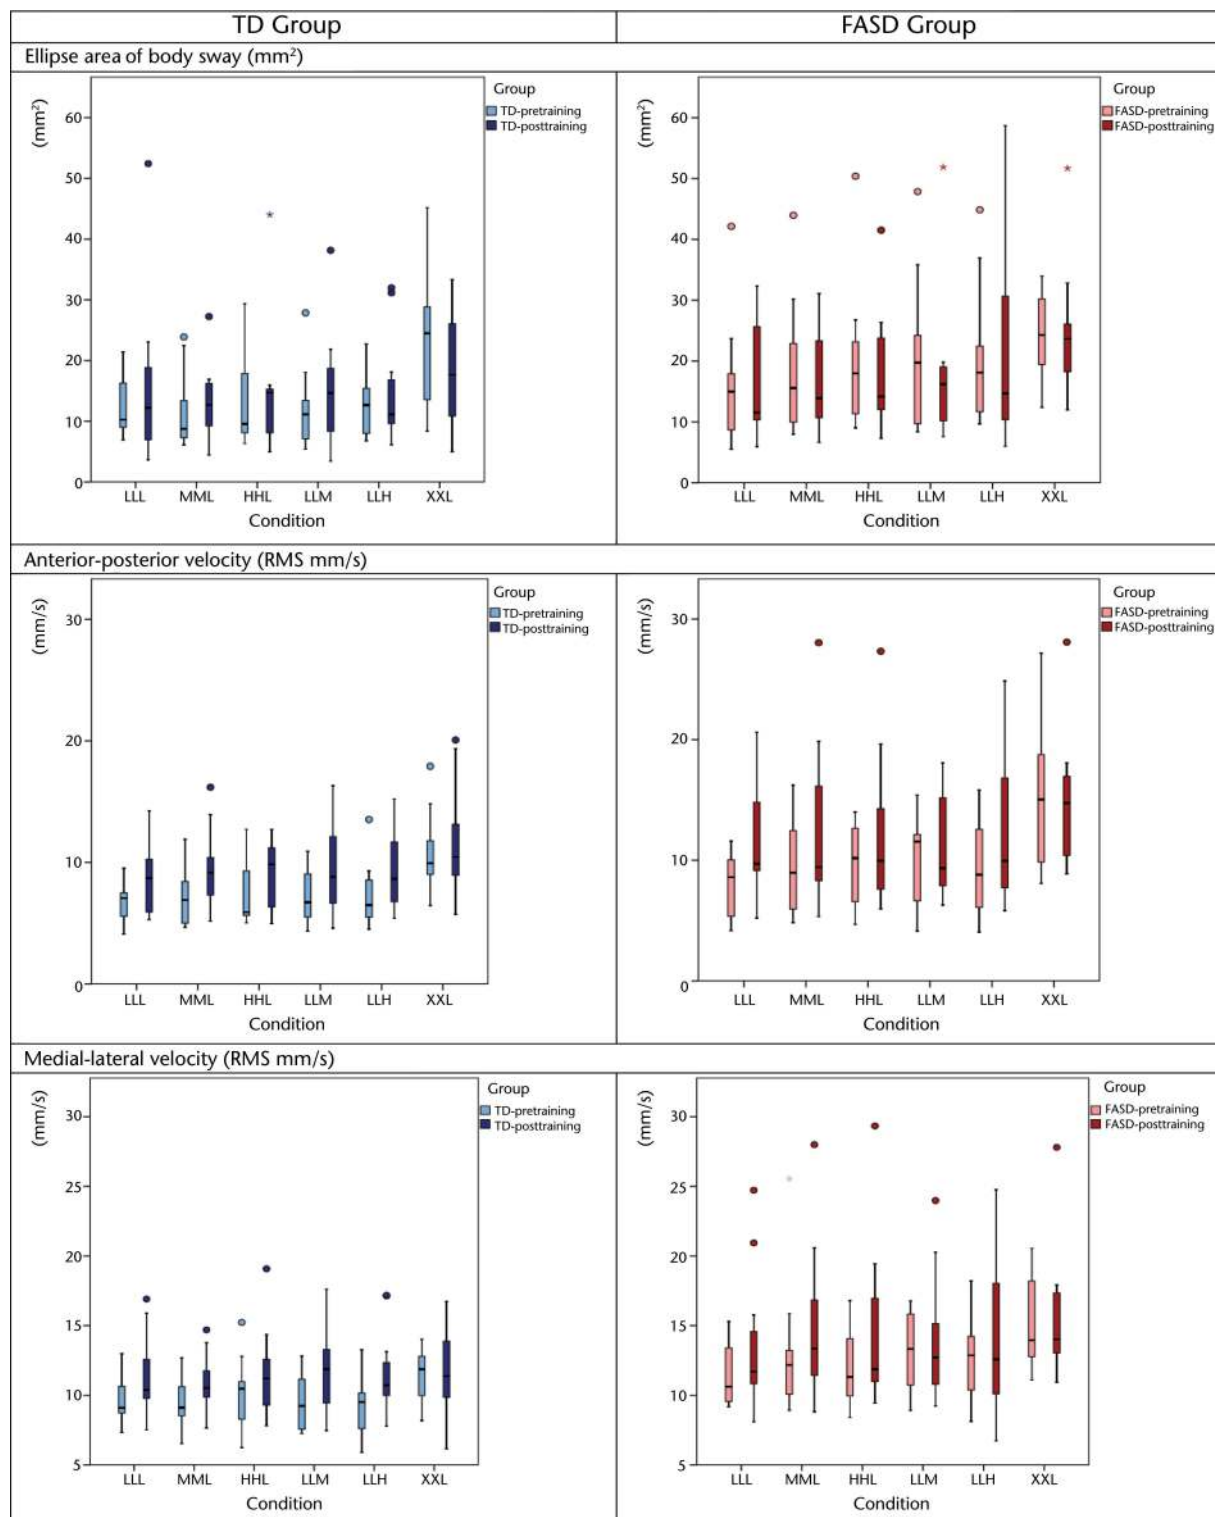 TD Group
FASD Group
Ellipse area of body sway (mm²)
(mm²)
60
50
40
30
20
10
0
LLL MML HHL LLM LLH XXL
Condition
Group
TD-pretraining
TD-posttraining
(mm²)
60
50
40
30
20
10
0
LLL MML HHL LLM LLH XXL
Condition
Group
FASD-pretraining
FASD-posttraining
Anterior-posterior velocity (RMS mm/s)
(mm/s)
30
20
10
0
LLL MML HHL LLM LLH XXL
Condition
Group
TD-pretraining
TD-posttraining
(mm/s)
30
20
10
0
LLL MML HHL LLM LLH XXL
Condition
Group
FASD-pretraining
FASD-posttraining
Medial-lateral velocity (RMS mm/s)
(mm/s)
30
25
20
15
10
5
LLL MML HHL LLM LLH XXL
Condition
Group
TD-pretraining
TD-posttraining
(mm/s)
30
25
20
15
10
5
LLL MML HHL LLM LLH XXL
Condition
Group
FASD-pretraining
FASD-posttraining